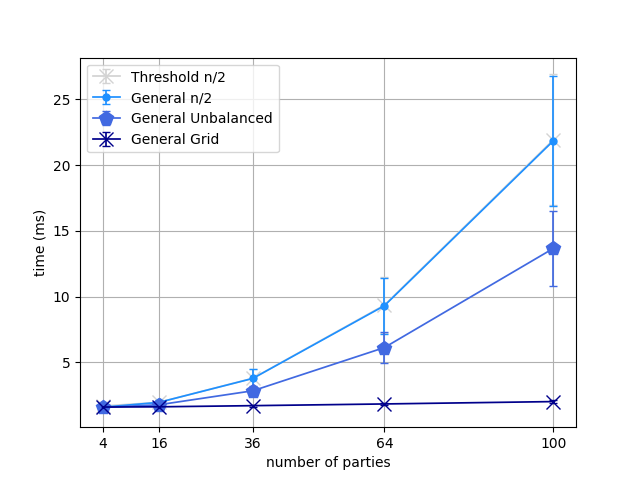 Threshold n/2
General n/2
General Unbalanced
General Grid
25
20
15
10
5
time (ms)
4 16 36 64 100
number of parties